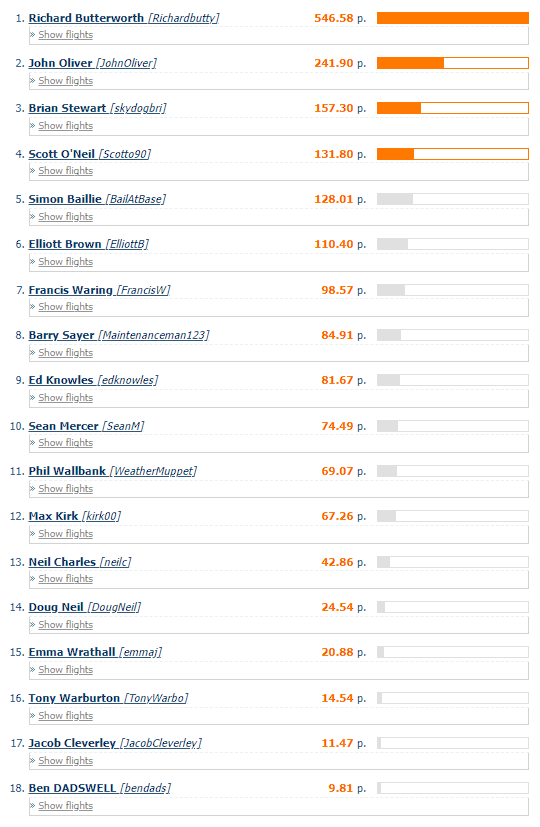 1. Richard Butterworth [Richardbutty] 546.58 p.
» Show flights
2. John Oliver [JohnOliver] 241.90 p.
» Show flights
3. Brian Stewart [skydogbri] 157.30 p.
» Show flights
4. Scott O'Neil [Scotto90] 131.80 p.
» Show flights
5. Simon Baillie [BailAtBase] 128.01 p.
» Show flights
6. Elliott Brown [ElliottB] 110.40 p.
» Show flights
7. Francis Waring [FrancisW] 98.57 p.
» Show flights
8. Barry Sayer [Maintenanceman123] 84.91 p.
» Show flights
9. Ed Knowles [edknowles] 81.67 p.
» Show flights
10. Sean Mercer [SeanM] 74.49 p.
» Show flights
11. Phil Wallbank [WeatherMuppet] 69.07 p.
» Show flights
12. Max Kirk [kirk00] 67.26 p.
» Show flights
13. Neil Charles [neilc] 42.86 p.
» Show flights
14. Doug Neil [DougNeil] 24.54 p.
» Show flights
15. Emma Wrathall [emmaj] 20.88 p.
» Show flights
16. Tony Warburton [TonyWarbo] 14.54 p.
» Show flights
17. Jacob Cleverley [JacobCleverley] 11.47 p.
» Show flights
18. Ben DADSWELL [bendads] 9.81 p.
» Show flights